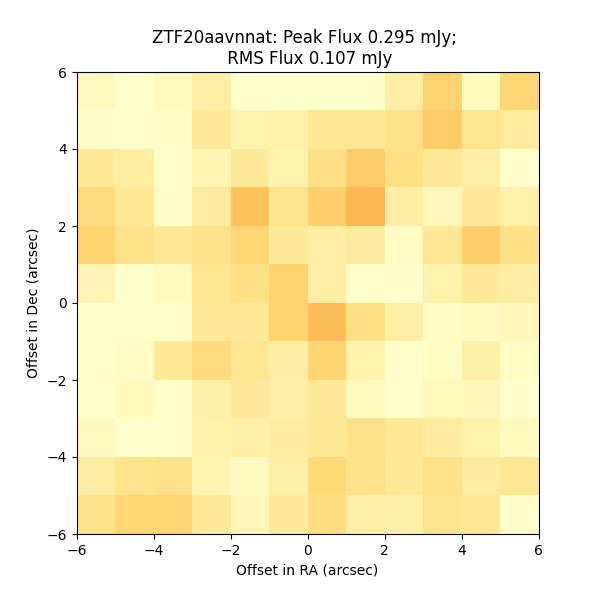 ZTF20aavnnat: Peak Flux 0.295 mJy;
RMS Flux 0.107 mJy
6
4
2
0
−2
−4
−6
Offset in Dec (arcsec)
−6 −4 −2 0 2 4 6
Offset in RA (arcsec)